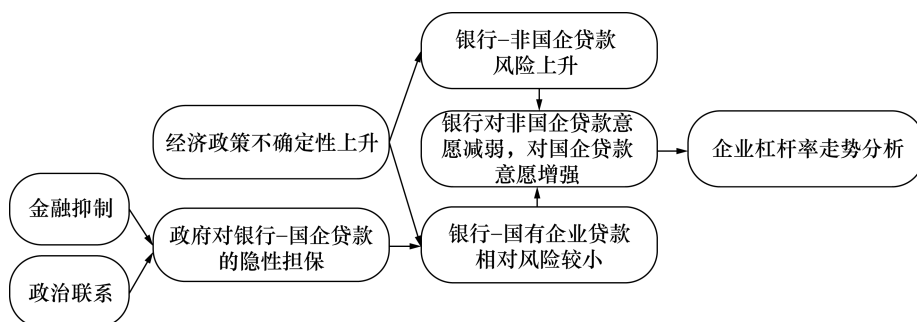 银行–非国企贷款
风险上升
经济政策不确定性上升
银行对非国企贷款意
愿减弱，对国企贷款
意愿增强
企业杠杆率走势分析
金融抑制
政府对银行–国企贷款
的隐性担保
银行–国有企业贷款
相对风险较小
政治联系